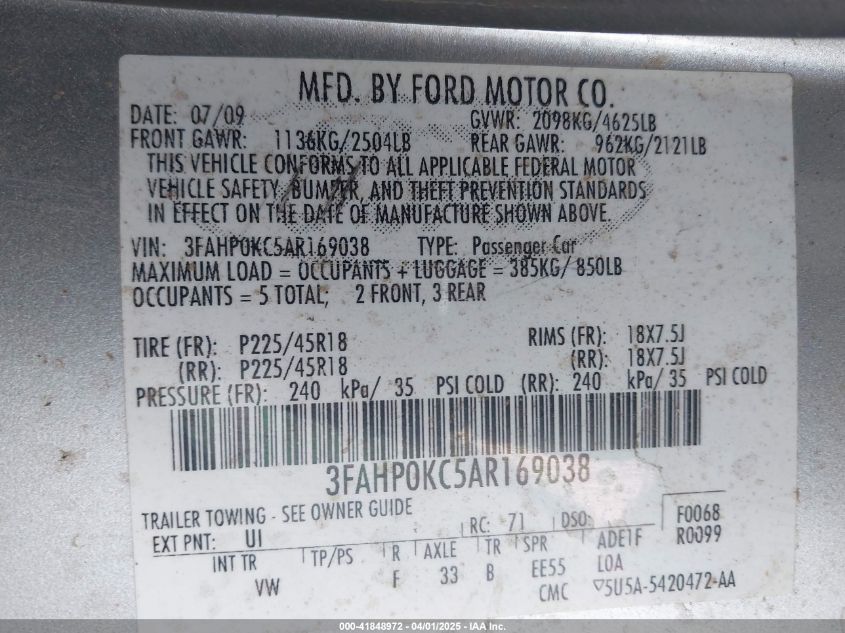 MFD. BY FORD MOTOR CO.
DATE: 07/09 GVWR: 2098KG/4625LB
FRONT GAWR: 1136KG/2504LB REAR GAWR: 962KG/2121LB
THIS VEHICLE CONFORMS TO ALL APPLICABLE FEDERAL MOTOR
VEHICLE SAFETY, BUMPER, AND THEFT PREVENTION STANDARDS
IN EFFECT ON THE DATE OF MANUFACTURE SHOWN ABOVE.
VIN: 3FAHP0KC5AR169038 TYPE: Passenger Car
MAXIMUM LOAD = OCCUPANTS + LUGGAGE = 385KG/ 850LB
OCCUPANTS = 5 TOTAL; 2 FRONT, 3 REAR
TIRE (FR): P225/45R18 RIMS (FR): 18X7.5J
(RR): P225/45R18 (RR): 18X7.5J
PRESSURE (FR): 240 kPa/ 35 PSI COLD (RR): 240 kPa/ 35 PSI COLD
3FAHP0KC5AR169038
TRAILER TOWING - SEE OWNER GUIDE
EXT PNT: UI RC: 71 DSO: F0068
R0099
INT TR TP/PS R AXLE TR SPR ADE1F
VW F 33 B EE55 LOA
CMC ▽5U5A-5420472-AA
000-41848972 - 04/01/2025 - IAA Inc.